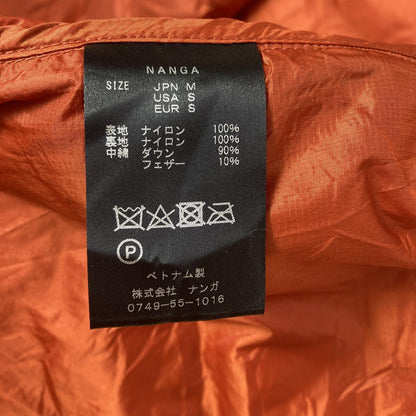 NANGA
SIZE JPN M
USA S
EUR S
表地 ナイロン 100%
裏地 ナイロン 100%
中綿 ダウン 90%
フェザー 10%
P
ベトナム製
株式会社 ナンガ
0749-55-1016